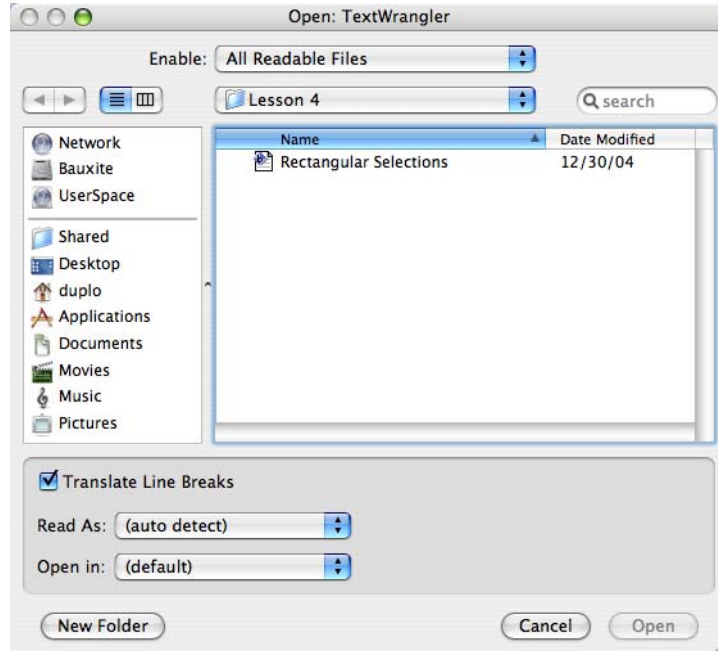 Open: TextWrangler
Enable: All Readable Files
Lesson 4
search
Name Date Modified
Rectangular Selections 12/30/04
Network
Bauxite
UserSpace
Shared
Desktop
duplo
Applications
Documents
Movies
Music
Pictures
Translate Line Breaks
Read As: (auto detect)
Open in: (default)
New Folder Cancel Open